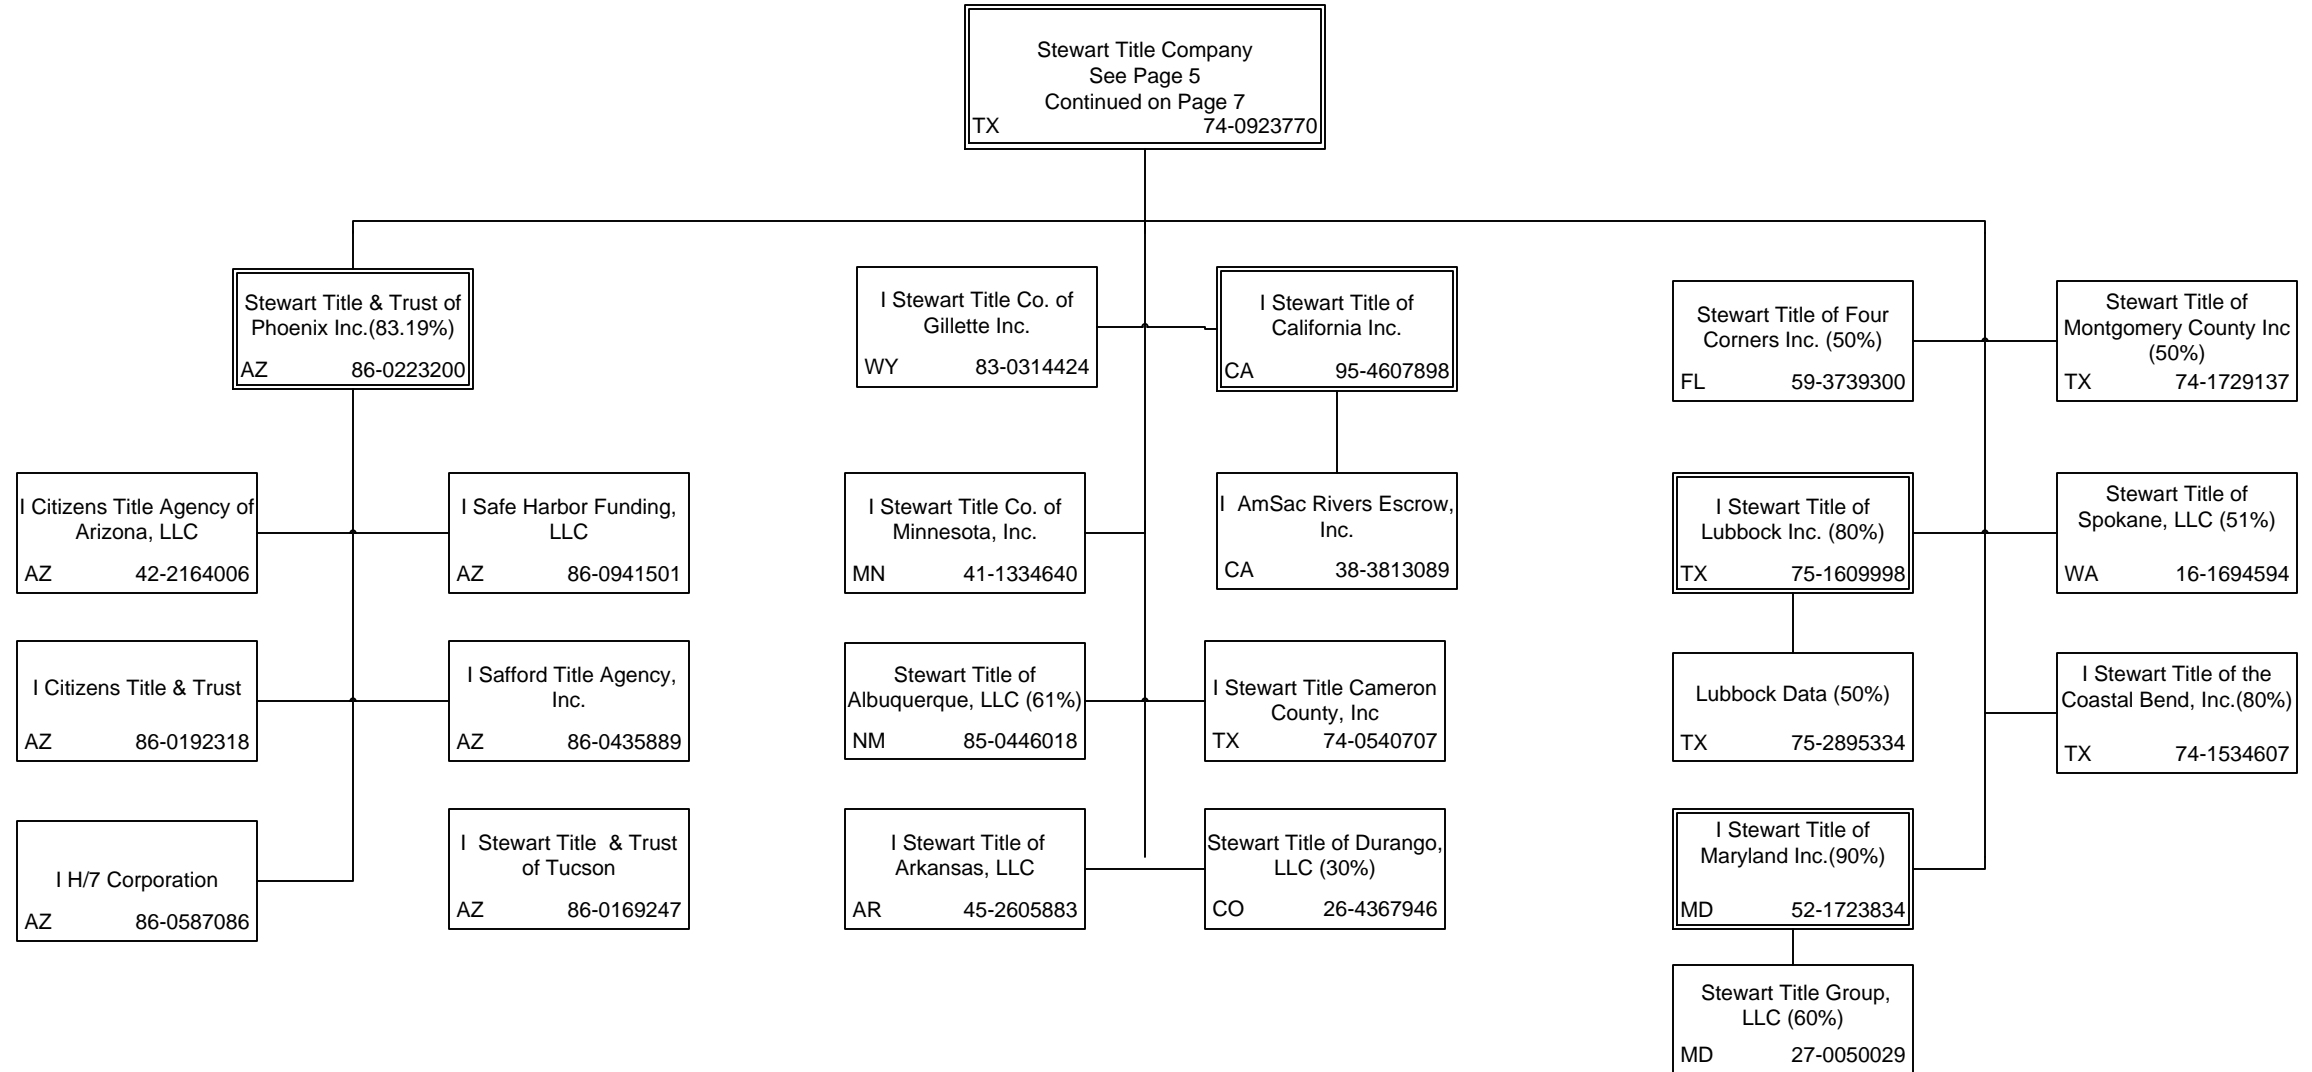 Stewart Title Company
See Page 5
Continued on Page 7
TX 74-0923770
Stewart Title & Trust of
Phoenix Inc.(83.19%)
AZ 86-0223200
I Stewart Title Co. of
Gillette Inc.
WY 83-0314424
I Stewart Title of
California Inc.
CA 95-4607898
Stewart Title of Four
Corners Inc. (50%)
FL 59-3739300
Stewart Title of
Montgomery County Inc
(50%)
TX 74-1729137
I Citizens Title Agency of
Arizona, LLC
AZ 42-2164006
I Safe Harbor Funding,
LLC
AZ 86-0941501
I Stewart Title Co. of
Minnesota, Inc.
MN 41-1334640
I AmSac Rivers Escrow,
Inc.
CA 38-3813089
I Stewart Title of
Lubbock Inc. (80%)
TX 75-1609998
Stewart Title of
Spokane, LLC (51%)
WA 16-1694594
I Citizens Title & Trust
AZ 86-0192318
I Safford Title Agency,
Inc.
AZ 86-0435889
Stewart Title of
Albuquerque, LLC (61%)
NM 85-0446018
I Stewart Title Cameron
County, Inc
TX 74-0540707
Lubbock Data (50%)
TX 75-2895334
I Stewart Title of the
Coastal Bend, Inc.(80%)
TX 74-1534607
I H/7 Corporation
AZ 86-0587086
I Stewart Title & Trust
of Tucson
AZ 86-0169247
I Stewart Title of
Arkansas, LLC
AR 45-2605883
Stewart Title of Durango,
LLC (30%)
CO 26-4367946
I Stewart Title of
Maryland Inc.(90%)
MD 52-1723834
Stewart Title Group,
LLC (60%)
MD 27-0050029